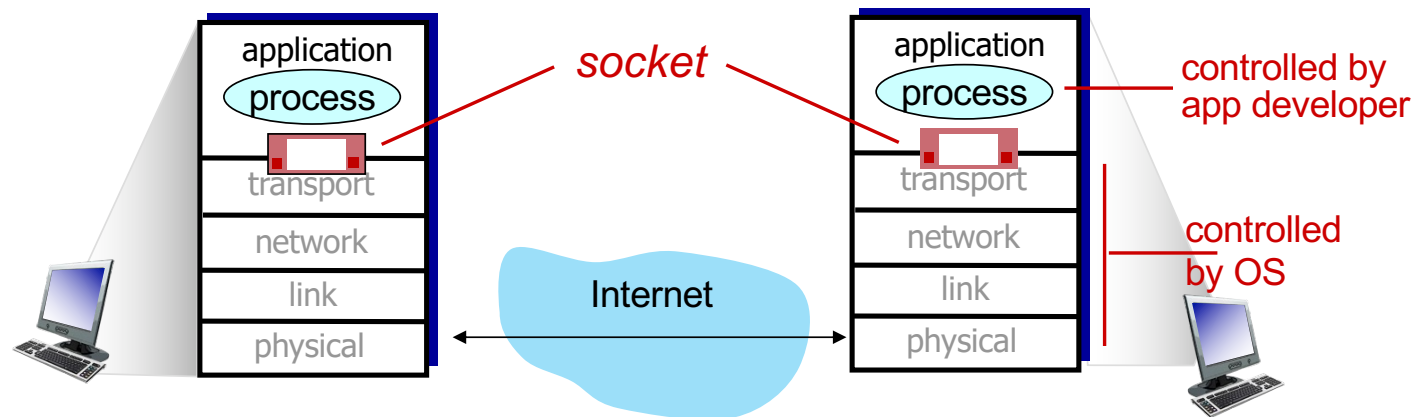 application
process
transport
network
link
physical
socket
Internet
application
process
transport
network
link
physical
controlled by
app developer
controlled
by OS